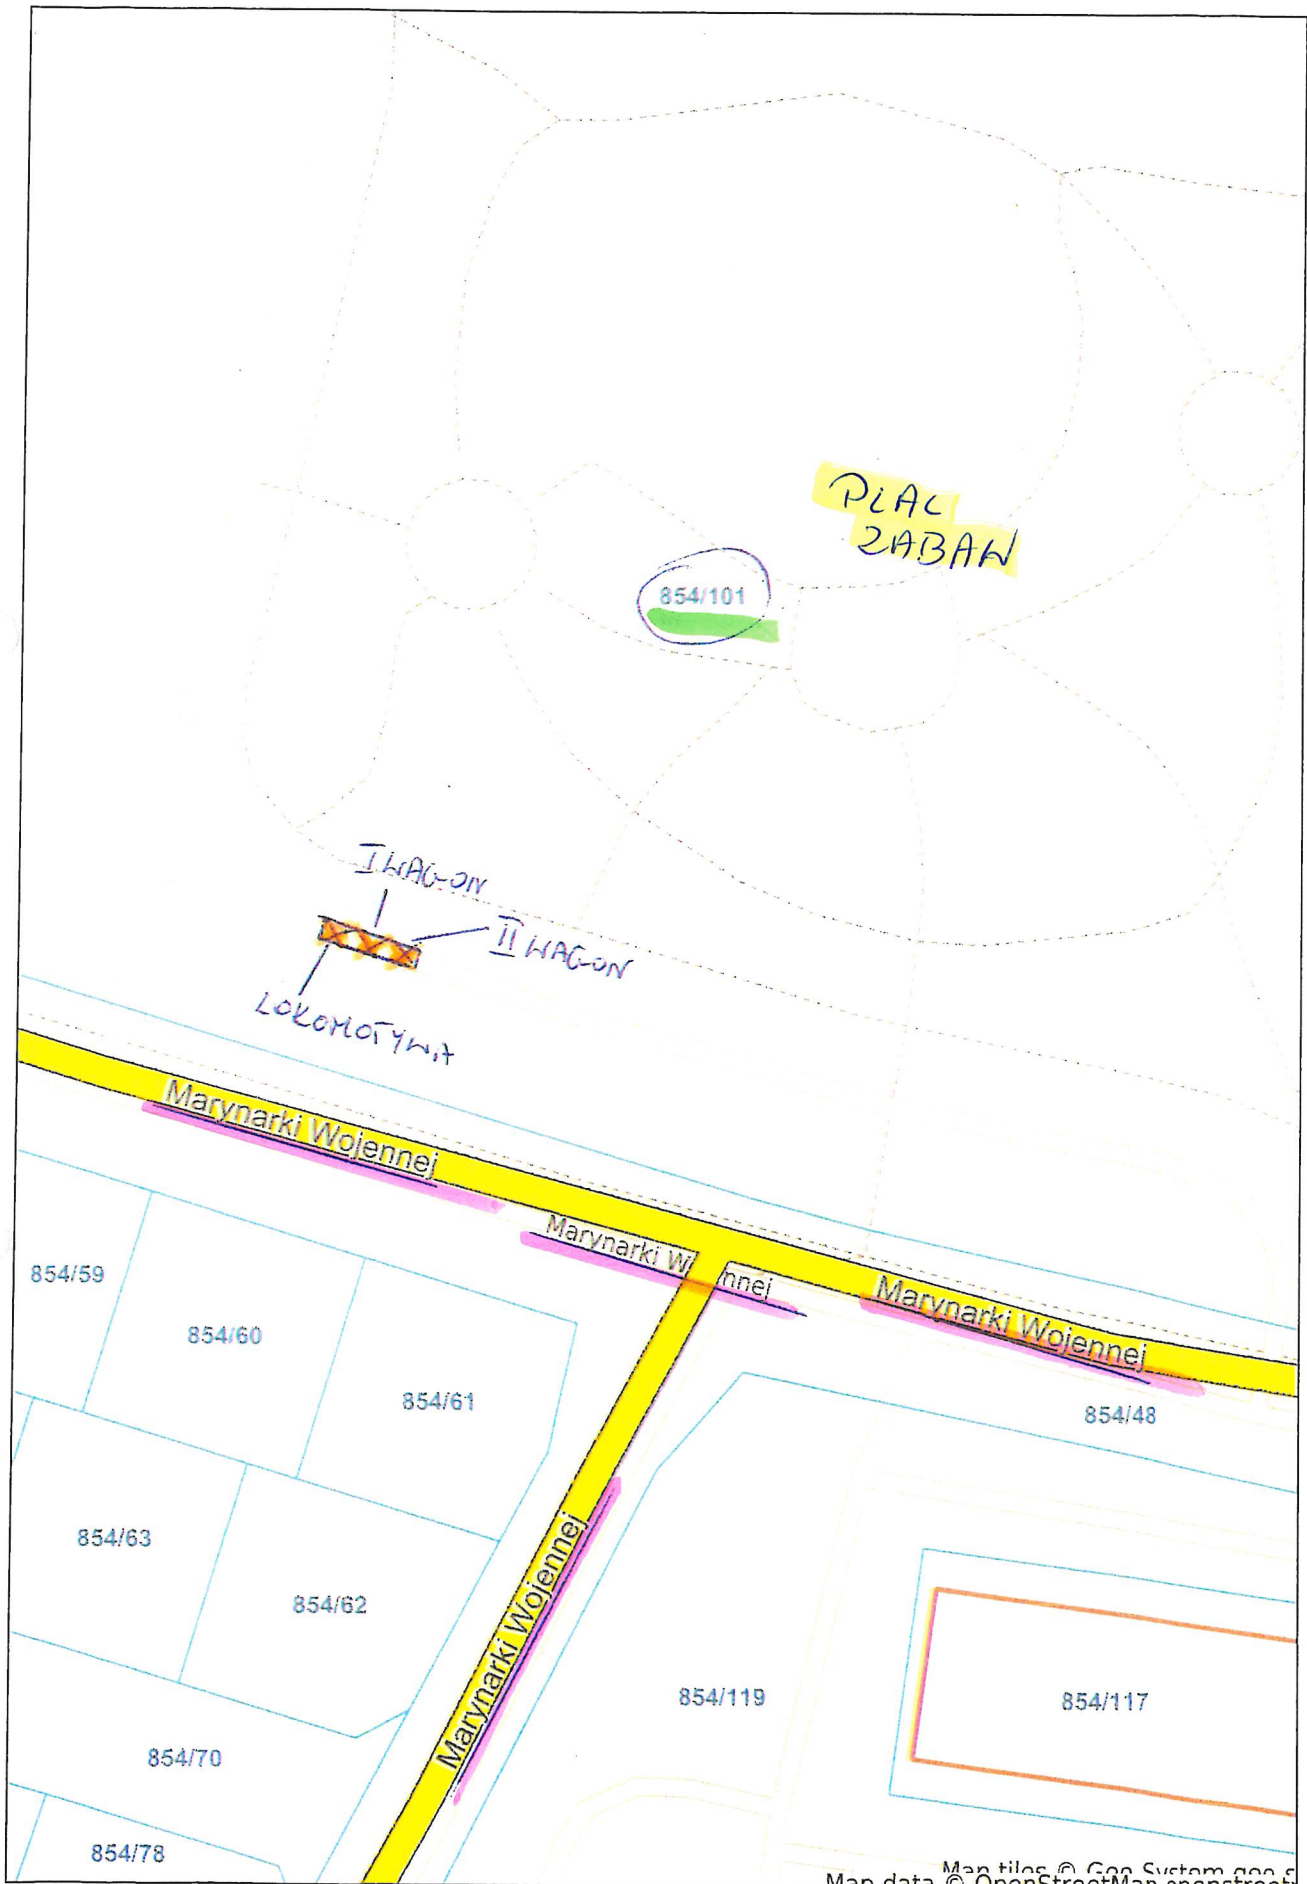 PLAC
ZABAW
854/101
I WAGON
II WAGON
LOKOMOTYWA
Marynarki Wojennej
Marynarki W nnej
Marynarki Wojennej
854/59
854/60
854/61
854/48
854/63
854/62
Marynarki Wojennej
854/119
854/117
854/70
854/78
Map tiles © Geo System geo s
Map data © OpenStreetMap openstreet